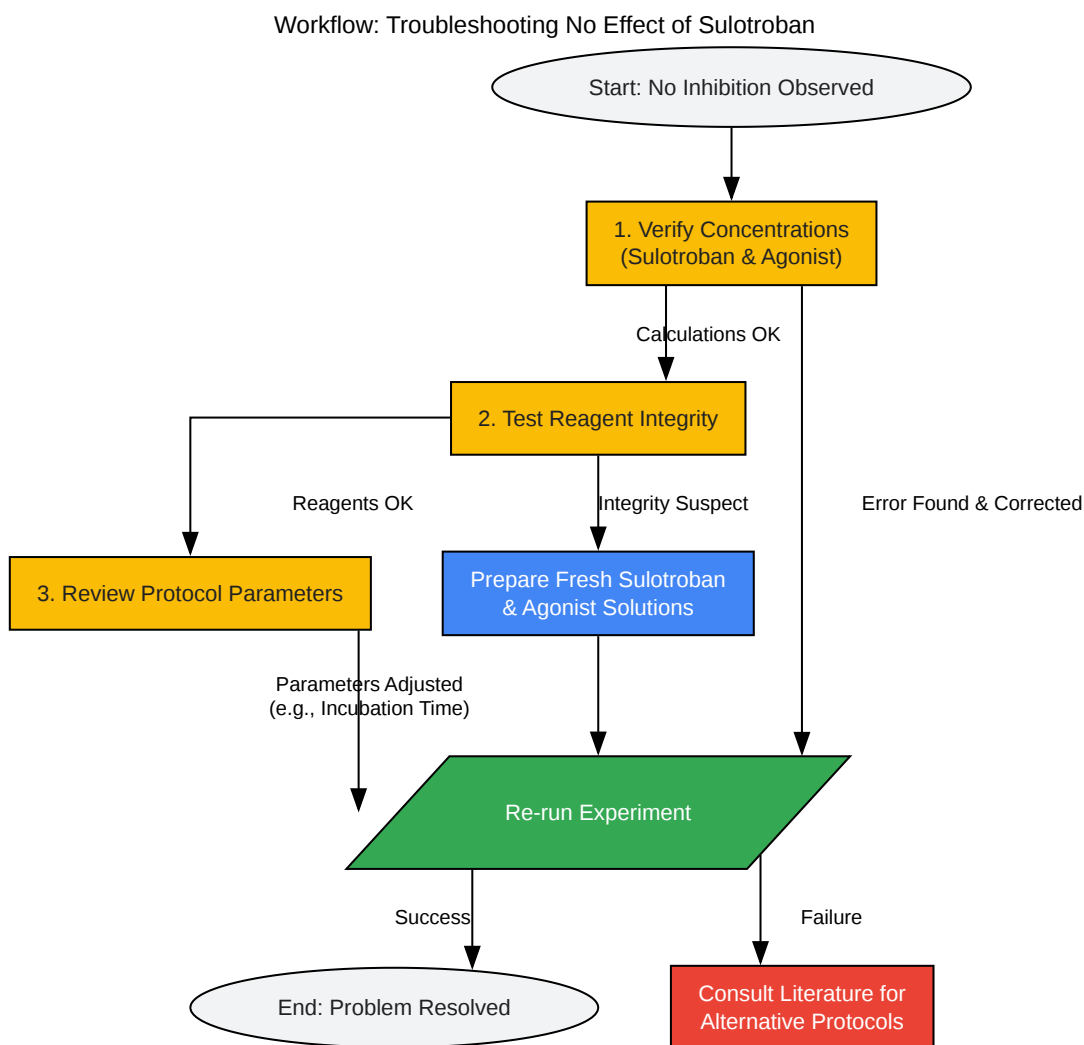 Workflow: Troubleshooting No Effect of Sulotroban
Start: No Inhibition Observed
1. Verify Concentrations
(Sulotroban & Agonist)
Calculations OK
2. Test Reagent Integrity
Reagents OK
Integrity Suspect
Error Found & Corrected
3. Review Protocol Parameters
Prepare Fresh Sulotroban
& Agonist Solutions
Parameters Adjusted
(e.g., Incubation Time)
Re-run Experiment
Success
Failure
End: Problem Resolved
Consult Literature for
Alternative Protocols